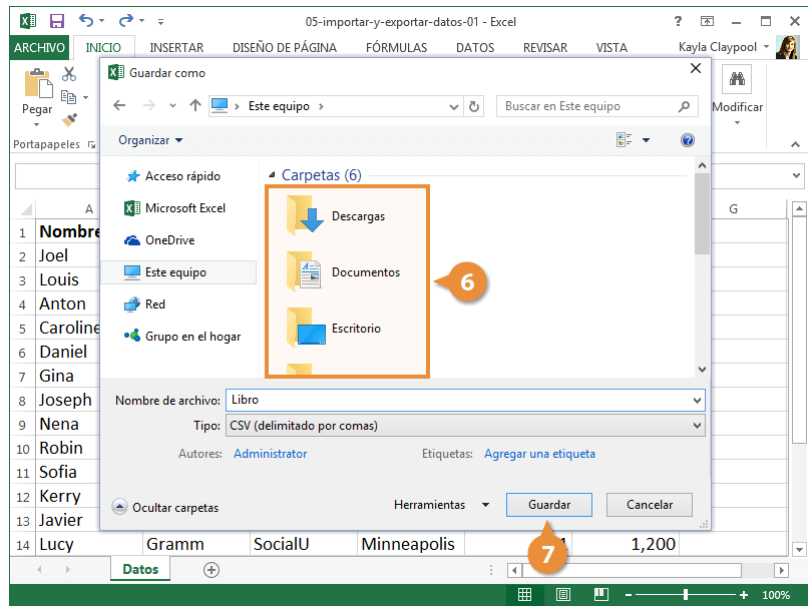 05-importar-y-exportar-datos-01 - Excel ?
ARCHIVO INICIO INSERTAR DISEÑO DE PÁGINA FÓRMULAS DATOS REVISAR VISTA Kayla Claypool
Pegar
Portapapeles
Modificar
Guardar como
Este equipo
Buscar en Este equipo
Organizar
Acceso rápido
Microsoft Excel
OneDrive
Este equipo
Red
Grupo en el hogar
Carpetas (6)
Descargas
Documentos
Escritorio
6
Nombre de archivo: Libro
Tipo: CSV (delimitado por comas)
Autores: Administrator Etiquetas: Agregar una etiqueta
Ocultar carpetas Herramientas Guardar Cancelar
7
A G
1 Nombre
2 Joel
3 Louis
4 Anton
5 Caroline
6 Daniel
7 Gina
8 Joseph
9 Nena
10 Robin
11 Sofia
12 Kerry
13 Javier
14 Lucy Gramm SocialU Minneapolis 1,200
Datos
100%